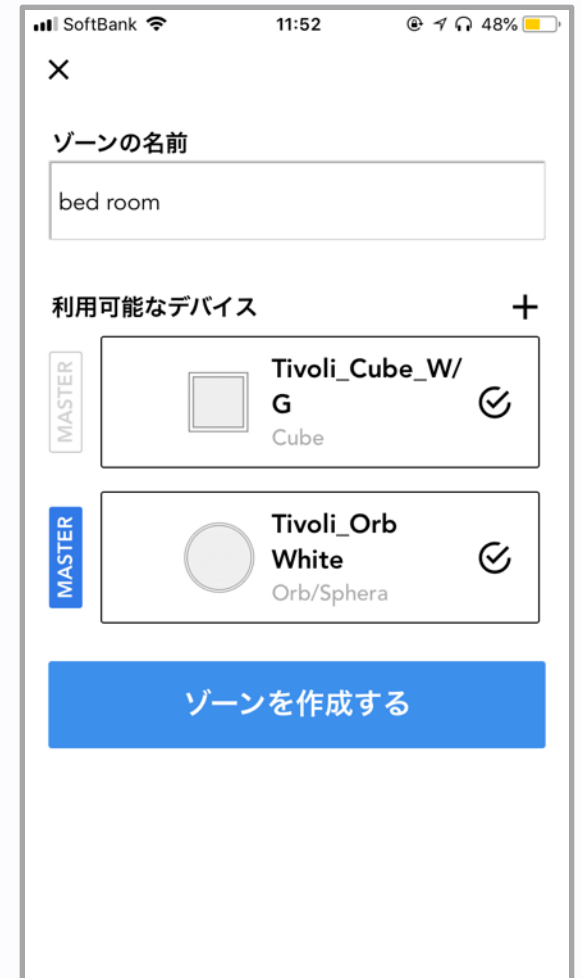 SoftBank 11:52 48%
ゾーンの名前
bed room
利用可能なデバイス
MASTER
Tivoli_Cube_W/
G
Cube
MASTER
Tivoli_Orb
White
Orb/Sphera
ゾーンを作成する